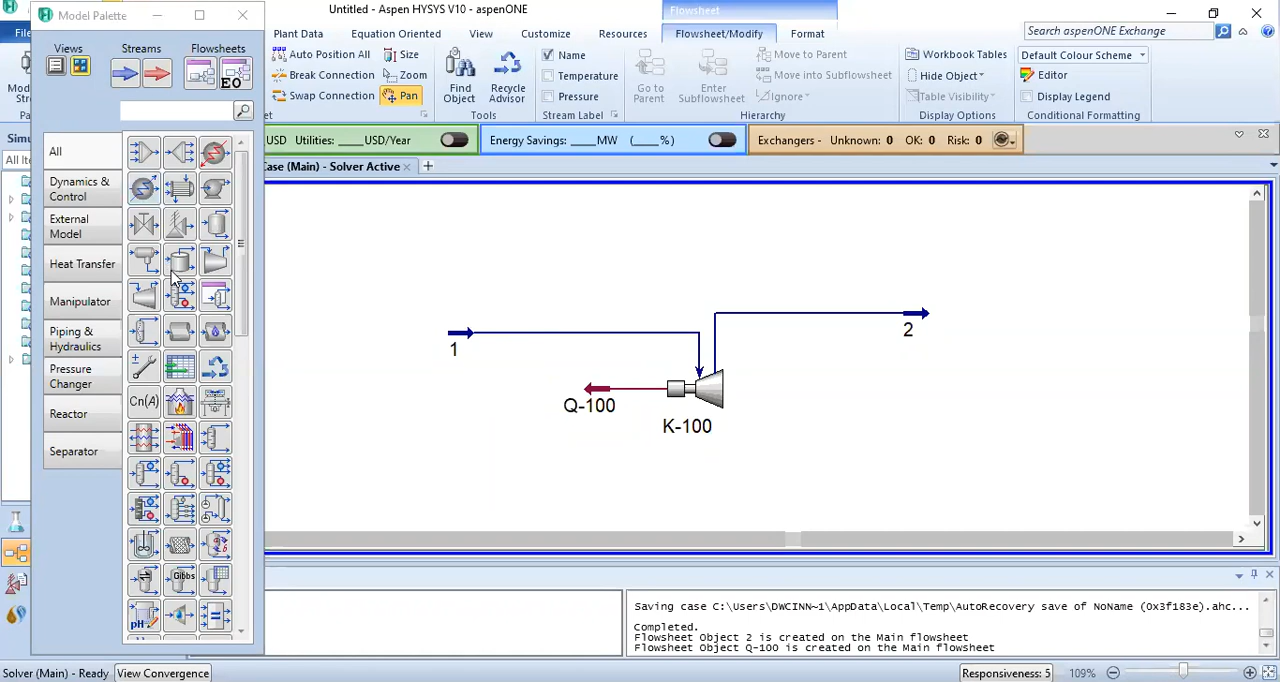 Model Palette
Untitled - Aspen HYSYS V10 - aspenONE
Flowsheet
Plant Data
Equation Oriented
View
Customize
Resources
Flowsheet/Modify
Format
Search aspenONE Exchange
Views
Streams
Flowsheets
EO
Auto Position All
Break Connection
Swap Connection
Size
Zoom
Pan
Find
Object
Recycle
Advisor
Tools
Name
Temperature
Pressure
Stream Label
Go to
Parent
Enter
Subflowsheet
Move to Parent
Move into Subflowsheet
Ignore
Hierarchy
Workbook Tables
Hide Object
Table Visibility
Display Options
Default Colour Scheme
Editor
Display Legend
Conditional Formatting
USD Utilities: ____USD/Year
Energy Savings: ____MW (____%)
Exchangers - Unknown: 0 OK: 0 Risk: 0
Case (Main) - Solver Active
All
Dynamics &
Control
External
Model
Heat Transfer
Manipulator
Piping &
Hydraulics
Pressure
Changer
Reactor
Separator
Cn(A)
Gibbs
pH
1
2
Q-100
K-100
Saving case C:\Users\DWCINN~1\AppData\Local\Temp\AutoRecovery save of NoName (0x3f183e).ahc...
Completed.
Flowsheet Object 2 is created on the Main flowsheet
Flowsheet Object Q-100 is created on the Main flowsheet
Solver (Main) - Ready
View Convergence
Responsiveness: 5
109%